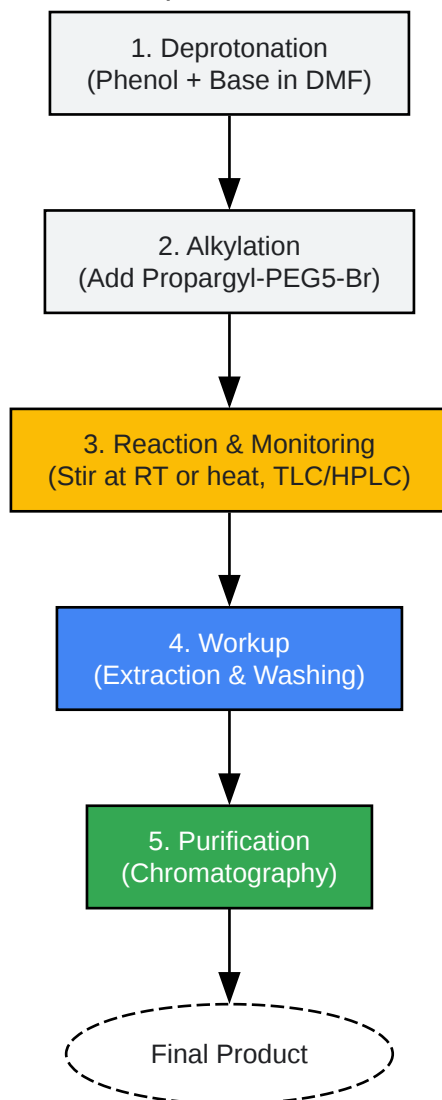 1. Deprotonation
(Phenol + Base in DMF)
2. Alkylation
(Add Propargyl-PEG5-Br)
3. Reaction & Monitoring
(Stir at RT or heat, TLC/HPLC)
4. Workup
(Extraction & Washing)
5. Purification
(Chromatography)
Final Product